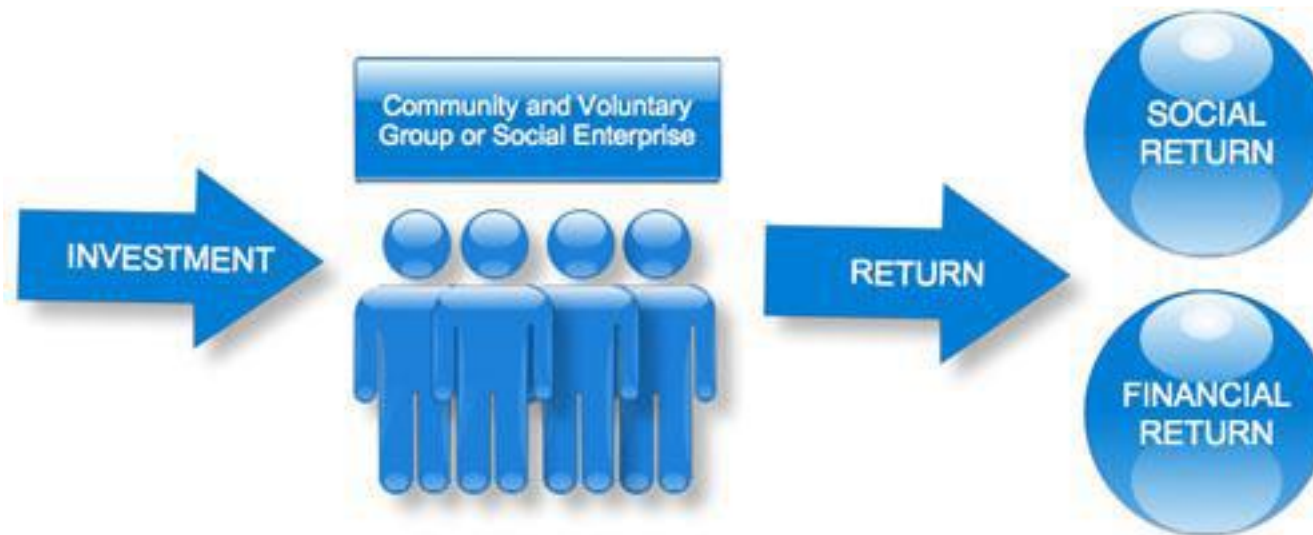 INVESTMENT
Community and Voluntary
Group or Social Enterprise
RETURN
SOCIAL
RETURN
FINANCIAL
RETURN